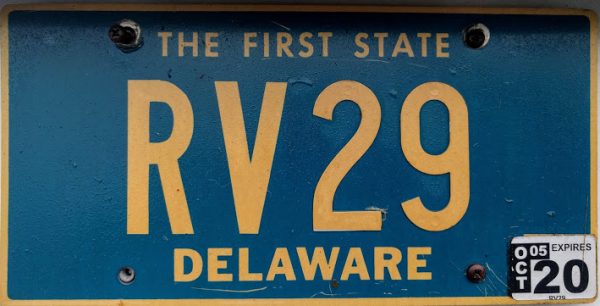 THE FIRST STATE
RV29
DELAWARE
OCT 05 EXPIRES
20
RV29